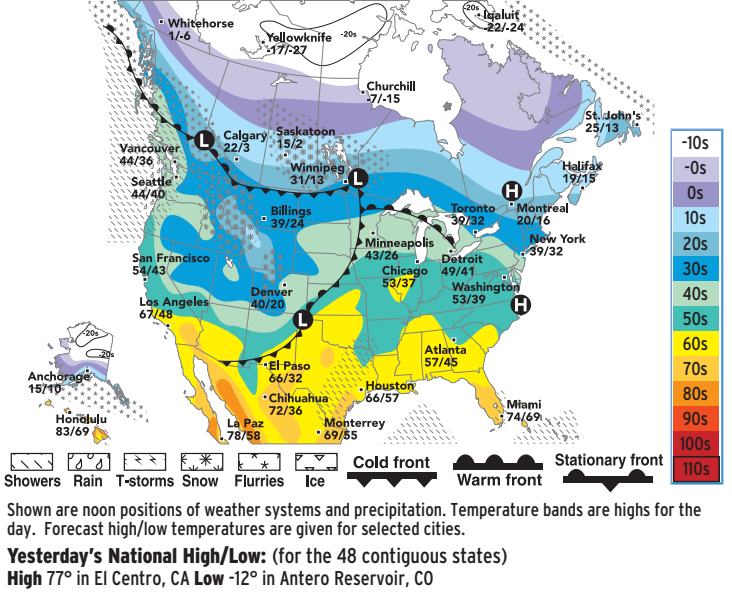 -20s
Iqaluit
-22/-24
Whitehorse
1/-6
Yellowknife
-17/-27
-20s
Churchill
-7/-15
St. John's
25/13
Vancouver
44/36
Calgary
22/3
Saskatoon
15/2
L
Winnipeg
31/13
L
Halifax
19/15
Seattle
44/40
H
Billings
39/24
Toronto
39/32
Montreal
20/16
Minneapolis
43/26
New York
39/32
San Francisco
54/43
Detroit
49/41
Chicago
53/37
Washington
53/39
Denver
40/20
Los Angeles
67/48
H
L
Atlanta
57/45
El Paso
66/32
-20s
-20s
Anchorage
15/10
Houston
66/57
Chihuahua
72/36
Miami
74/69
Honolulu
83/69
La Paz
78/58
Monterrey
69/55
-10s
-0s
0s
10s
20s
30s
40s
50s
60s
70s
80s
90s
100s
110s
Showers
Rain
T-storms
Snow
Flurries
Ice
Cold front
Warm front
Stationary front
Shown are noon positions of weather systems and precipitation. Temperature bands are highs for the
day. Forecast high/low temperatures are given for selected cities.
Yesterday's National High/Low: (for the 48 contiguous states)
High 77° in El Centro, CA Low -12° in Antero Reservoir, CO